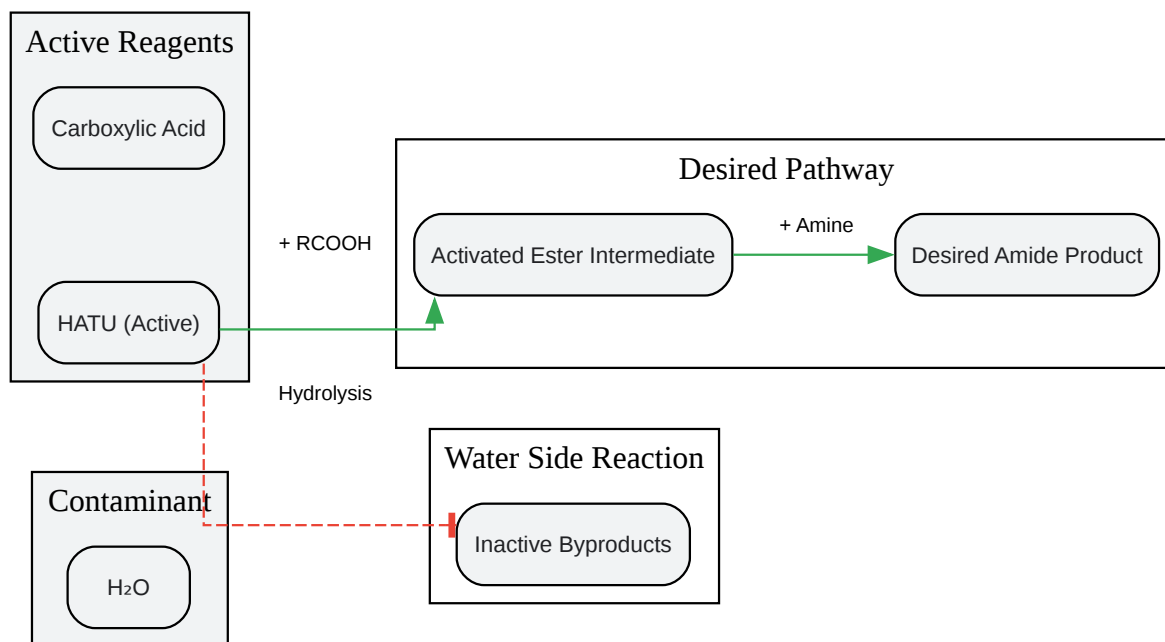 Active Reagents
Carboxylic Acid
HATU (Active)
+ RCOOH
Hydrolysis
Desired Pathway
Activated Ester Intermediate
+ Amine
Desired Amide Product
Contaminant
H₂O
Water Side Reaction
Inactive Byproducts